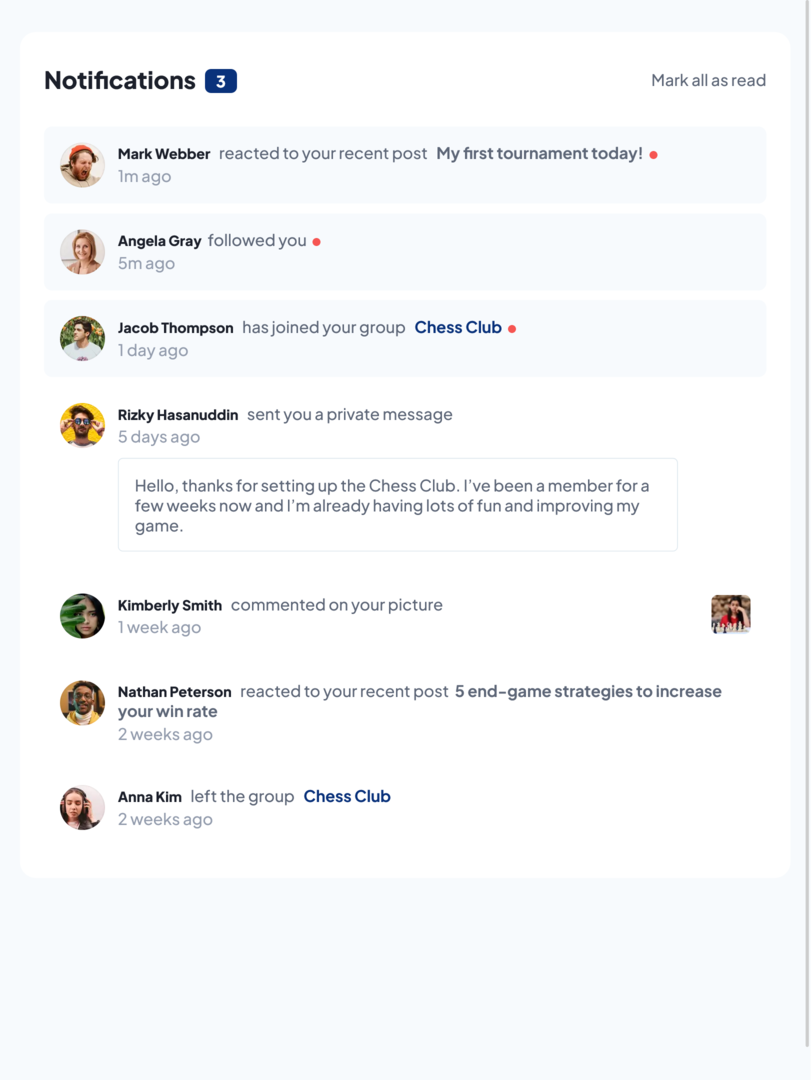 Notifications 3
Mark all as read
Mark Webber reacted to your recent post My first tournament today!
1m ago
Angela Gray followed you
5m ago
Jacob Thompson has joined your group Chess Club
1 day ago
Rizky Hasanuddin sent you a private message
5 days ago
Hello, thanks for setting up the Chess Club. I’ve been a member for a
few weeks now and I’m already having lots of fun and improving my
game.
Kimberly Smith commented on your picture
1 week ago
Nathan Peterson reacted to your recent post 5 end-game strategies to increase
your win rate
2 weeks ago
Anna Kim left the group Chess Club
2 weeks ago